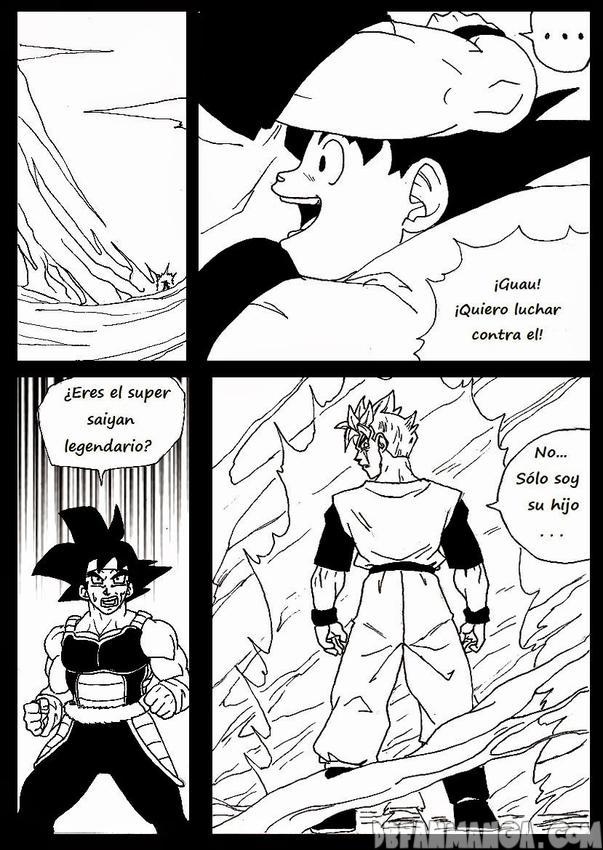 ...
¡Guau!
¡Quiero luchar
contra el!
¿Eres el super
saiyan
legendario?
No...
Sólo soy
su hijo
...
DBFANMANGA.COM